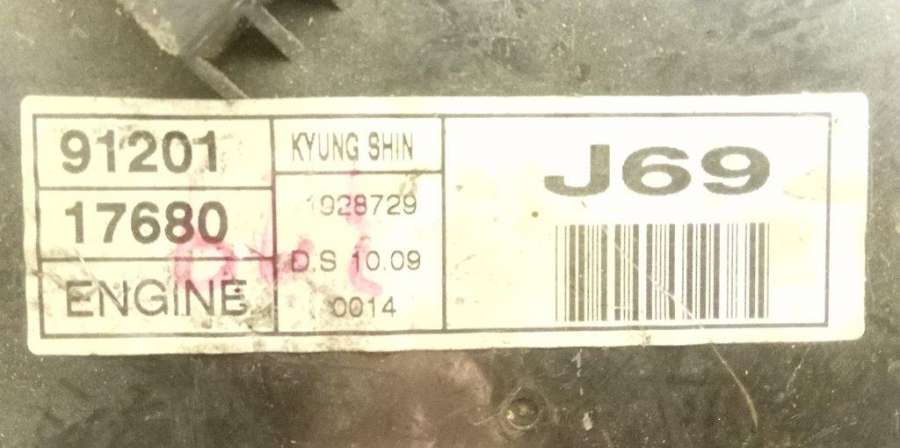 91201
17680
ENGINE
KYUNG SHIN
1928729
D.S 10.09
0014
J69